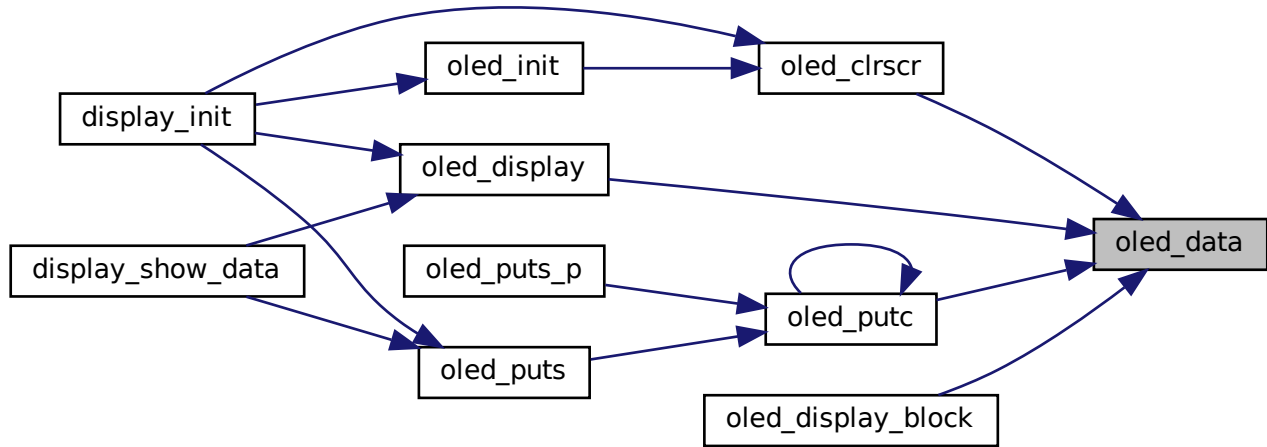 oled_init
oled_clrscr
display_init
oled_display
oled_data
display_show_data
oled_puts_p
oled_putc
oled_puts
oled_display_block